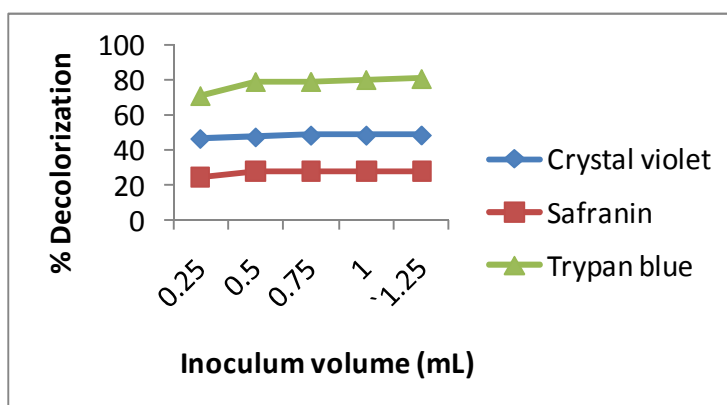 100
80
60
40
20
0
% Decolorization
0.25
0.5
0.75
1
`1.25
Inoculum volume (mL)
Crystal violet
Safranin
Trypan blue